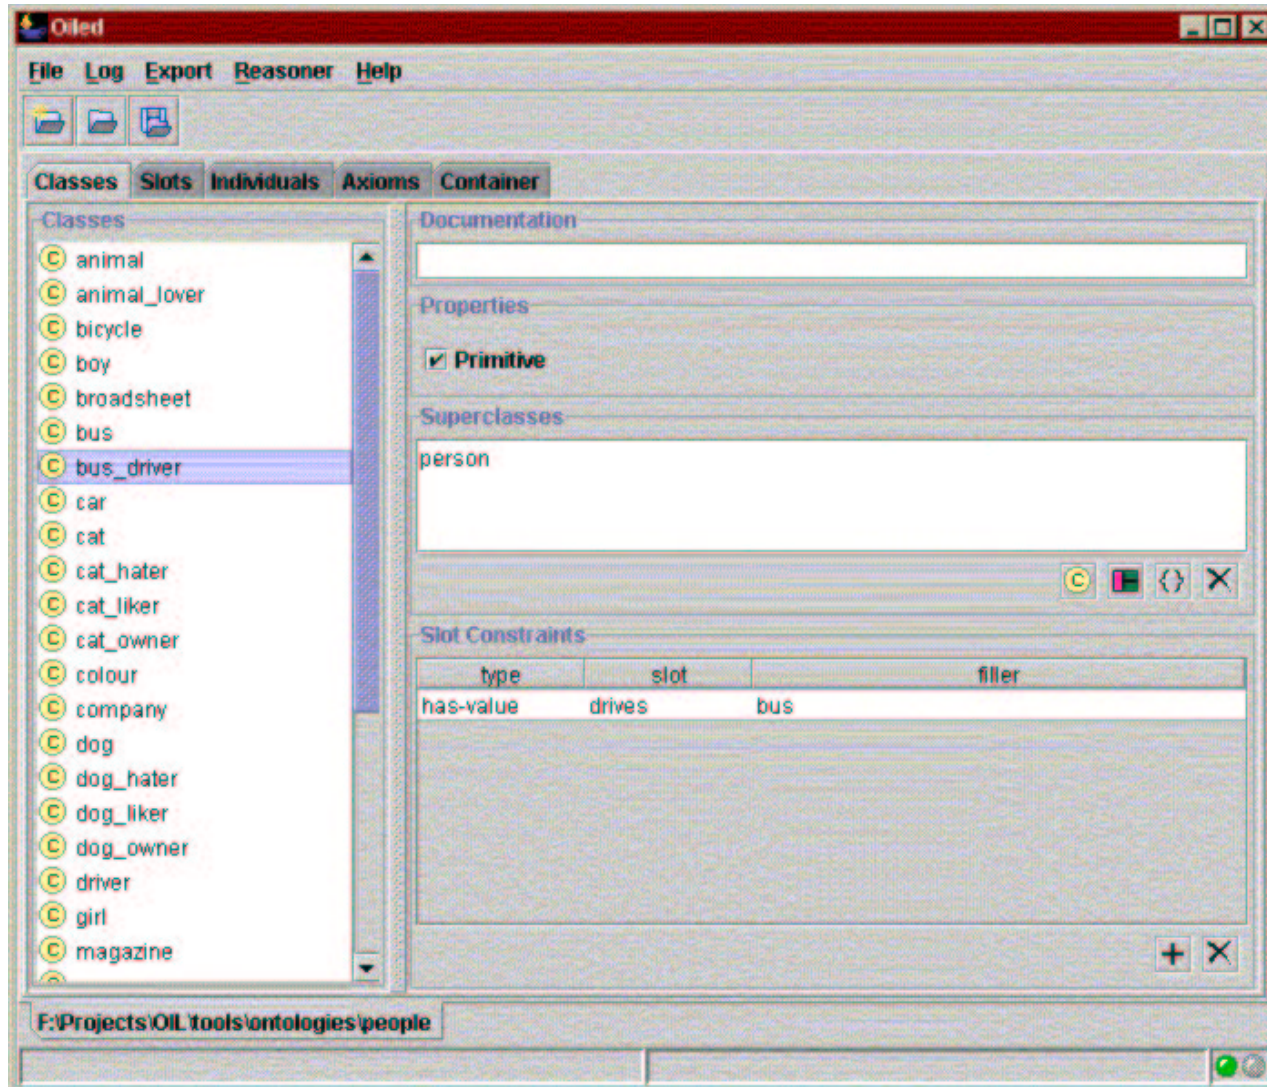 Oiled
File Log Export Reasoner Help
Classes Slots Individuals Axioms Container
Classes
animal
animal_lover
bicycle
boy
broadsheet
bus
bus_driver
car
cat
cat_hater
cat_liker
cat_owner
colour
company
dog
dog_hater
dog_liker
dog_owner
driver
girl
magazine
Documentation
Properties
Primitive
Superclasses
person
Slot Constraints
type slot filler
has-value drives bus
F:\Projects\OIL\tools\ontologies\people